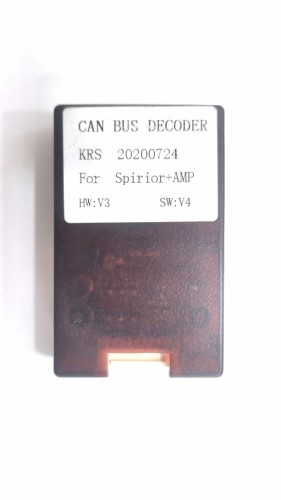 CAN BUS DECODER
KRS 20200724
For Spirior+AMP
HW:V3 SW:V4